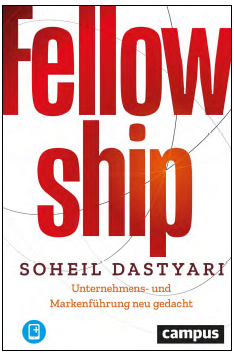 Fellow
ship
SOHEIL DASTYARI
Unternehmens- und
Markenführung neu gedacht
campus